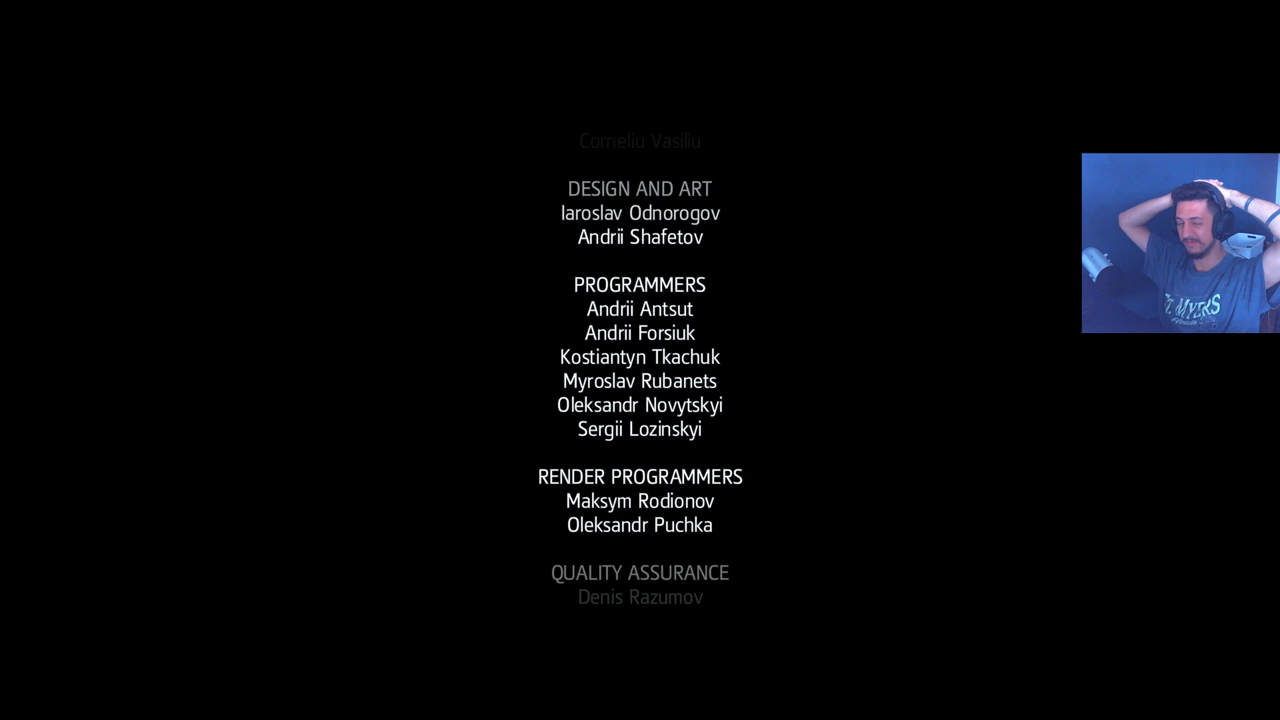 Corneliu Vasiliu
DESIGN AND ART
Iaroslav Odnorogov
Andrii Shafetov
PROGRAMMERS
Andrii Antsut
Andrii Forsiuk
Kostiantyn Tkachuk
Myroslav Rubanets
Oleksandr Novytskyi
Sergii Lozinskyi
RENDER PROGRAMMERS
Maksym Rodionov
Oleksandr Puchka
QUALITY ASSURANCE
Denis Razumov
MYERS